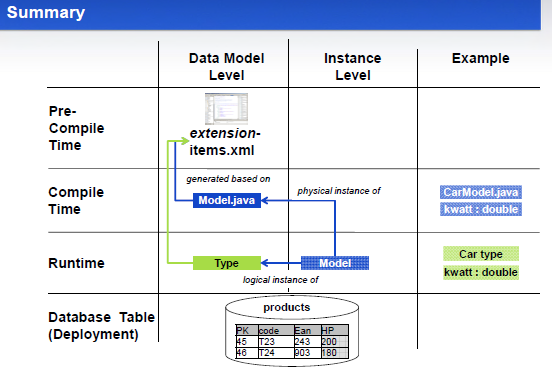 Summary
Data Model
Level
Instance
Level
Example
Pre-
Compile
Time
extension-
items.xml
generated based on
Compile
Time
Model.java
physical instance of
CarModel.java
kwatt : double
Runtime
Type
Model
Car type
kwatt : double
logical instance of
Database Table
(Deployment)
products
PK code Ean HP
45 T23 243 200
46 T24 903 180